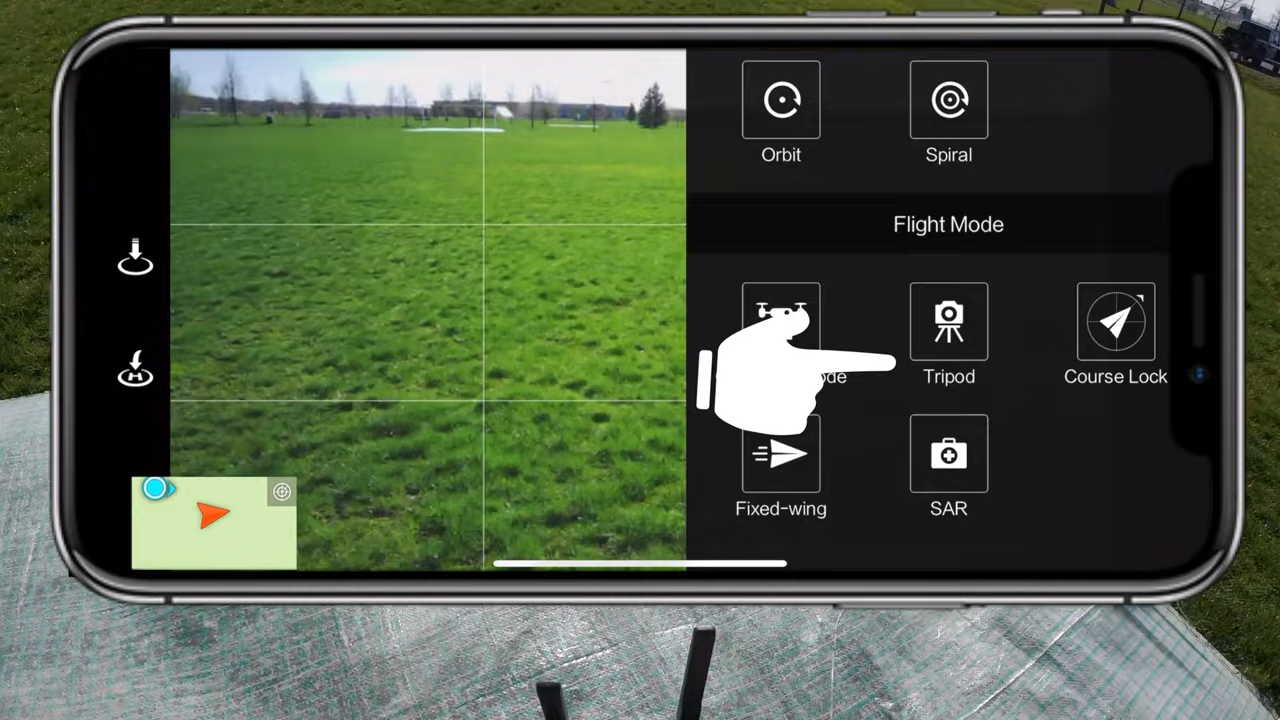 Orbit
Spiral
Flight Mode
Tripod
Course Lock
Fixed-wing
SAR